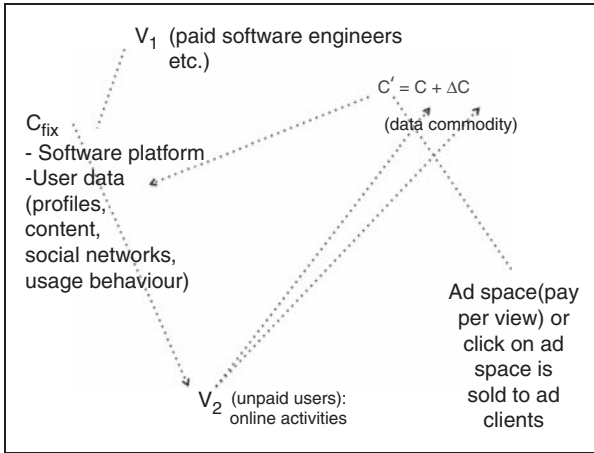 V₁ (paid software engineers
etc.)
C′ = C + ΔC
(data commodity)
C_fix
- Software platform
-User data
(profiles,
content,
social networks,
usage behaviour)
Ad space(pay
per view) or
click on ad
space is
sold to ad
clients
V₂ (unpaid users):
online activities